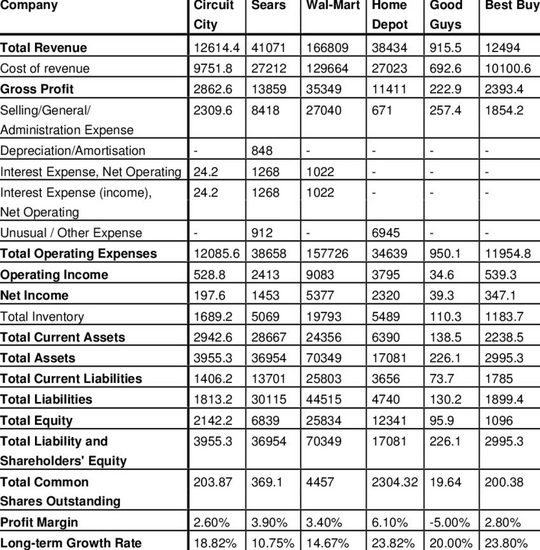 Company Circuit City Sears Wal-Mart Home Depot Good Guys Best Buy
Total Revenue 12614.4 41071 166809 38434 915.5 12494
Cost of revenue 9751.8 27212 129664 27023 692.6 10100.6
Gross Profit 2862.6 13859 35349 11411 222.9 2393.4
Selling/General/ 2309.6 8418 27040 671 257.4 1854.2
Administration Expense
Depreciation/Amortisation - 848 - - - -
Interest Expense, Net Operating 24.2 1268 1022 - - -
Interest Expense (income), 24.2 1268 1022 - - -
Net Operating
Unusual / Other Expense - 912 - 6945 - -
Total Operating Expenses 12085.6 38658 157726 34639 950.1 11954.8
Operating Income 528.8 2413 9083 3795 34.6 539.3
Net Income 197.6 1453 5377 2320 39.3 347.1
Total Inventory 1689.2 5069 19793 5489 110.3 1183.7
Total Current Assets 2942.6 28667 24356 6390 138.5 2238.5
Total Assets 3955.3 36954 70349 17081 226.1 2995.3
Total Current Liabilities 1406.2 13701 25803 3656 73.7 1785
Total Liabilities 1813.2 30115 44515 4740 130.2 1899.4
Total Equity 2142.2 6839 25834 12341 95.9 1096
Total Liability and 3955.3 36954 70349 17081 226.1 2995.3
Shareholders' Equity
Total Common 203.87 369.1 4457 2304.32 19.64 200.38
Shares Outstanding
Profit Margin 2.60% 3.90% 3.40% 6.10% -5.00% 2.80%
Long-term Growth Rate 18.82% 10.75% 14.67% 23.82% 20.00% 23.80%